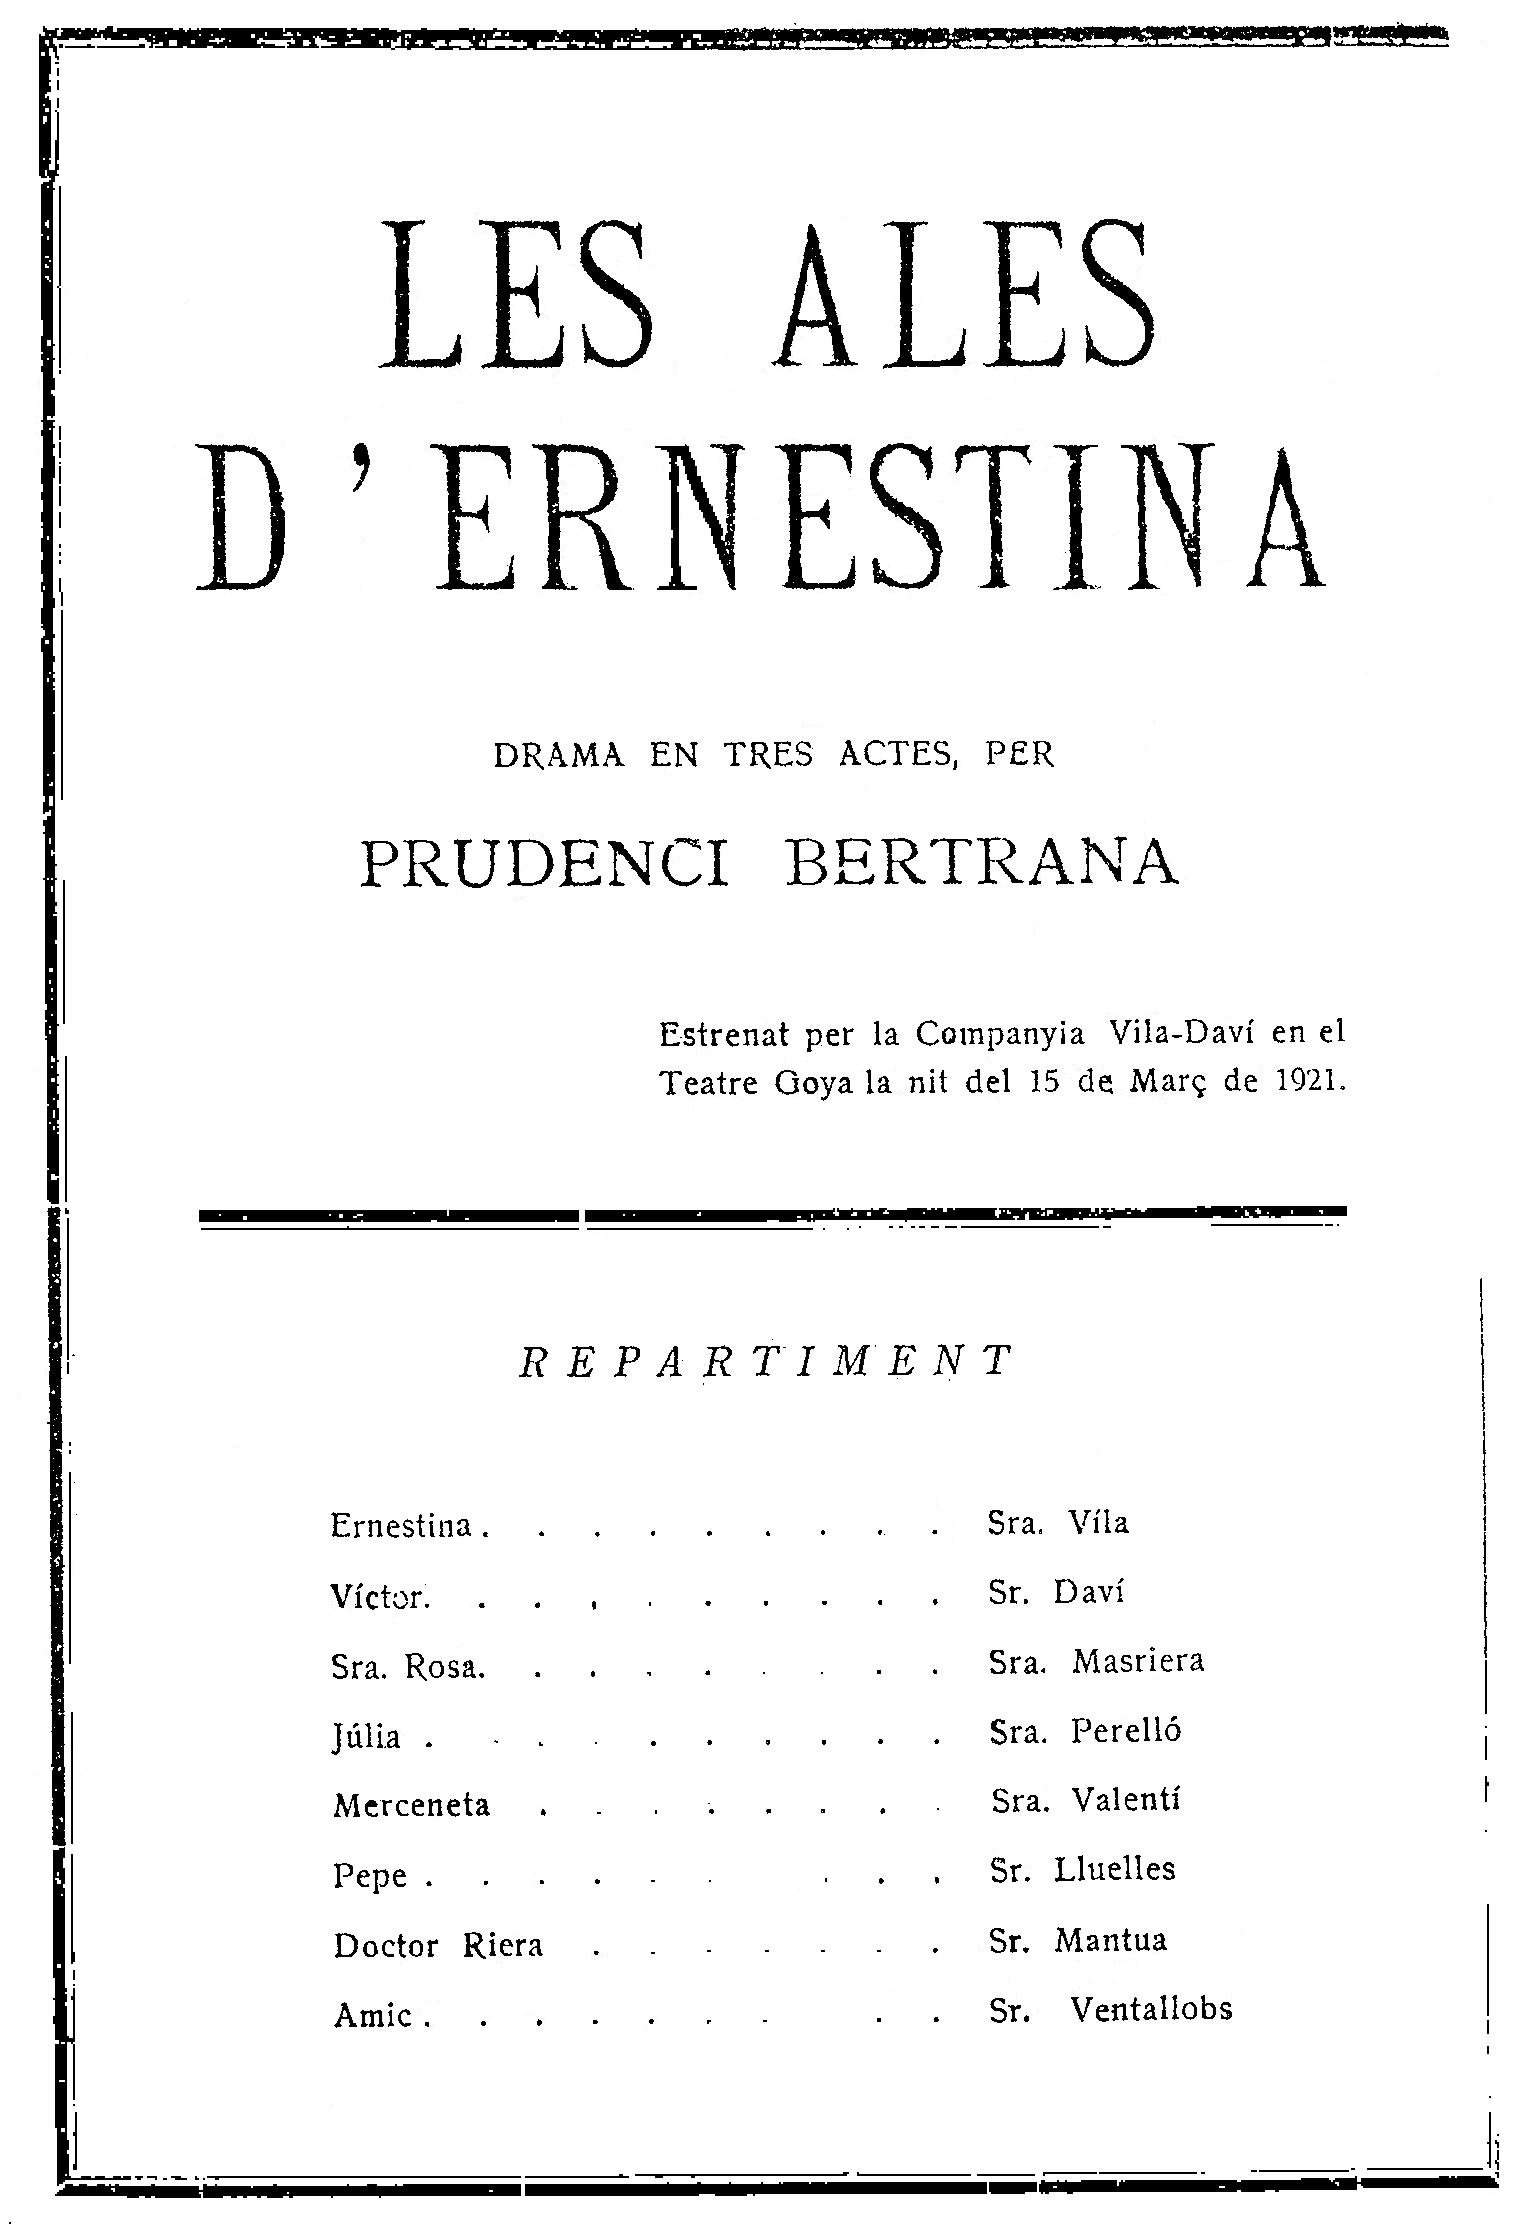 LES ALES
D'ERNESTINA
DRAMA EN TRES ACTES, PER
PRUDENCI BERTRANA
Estrenat per la Companyia Vila-Daví en el
Teatre Goya la nit del 15 de Març de 1921.
REPARTIMENT
Ernestina . . . . . . . . . Sra. Víla
Víctor. . . . . . . . . . Sr. Daví
Sra. Rosa. . . . . . . . . Sra. Masriera
Júlia . . . . . . . . . . Sra. Perelló
Merceneta . . . . . . . . Sra. Valentí
Pepe . . . . . . . . . Sr. Lluelles
Doctor Riera . . . . . . . Sr. Mantua
Amic . . . . . . . . . Sr. Ventallobs